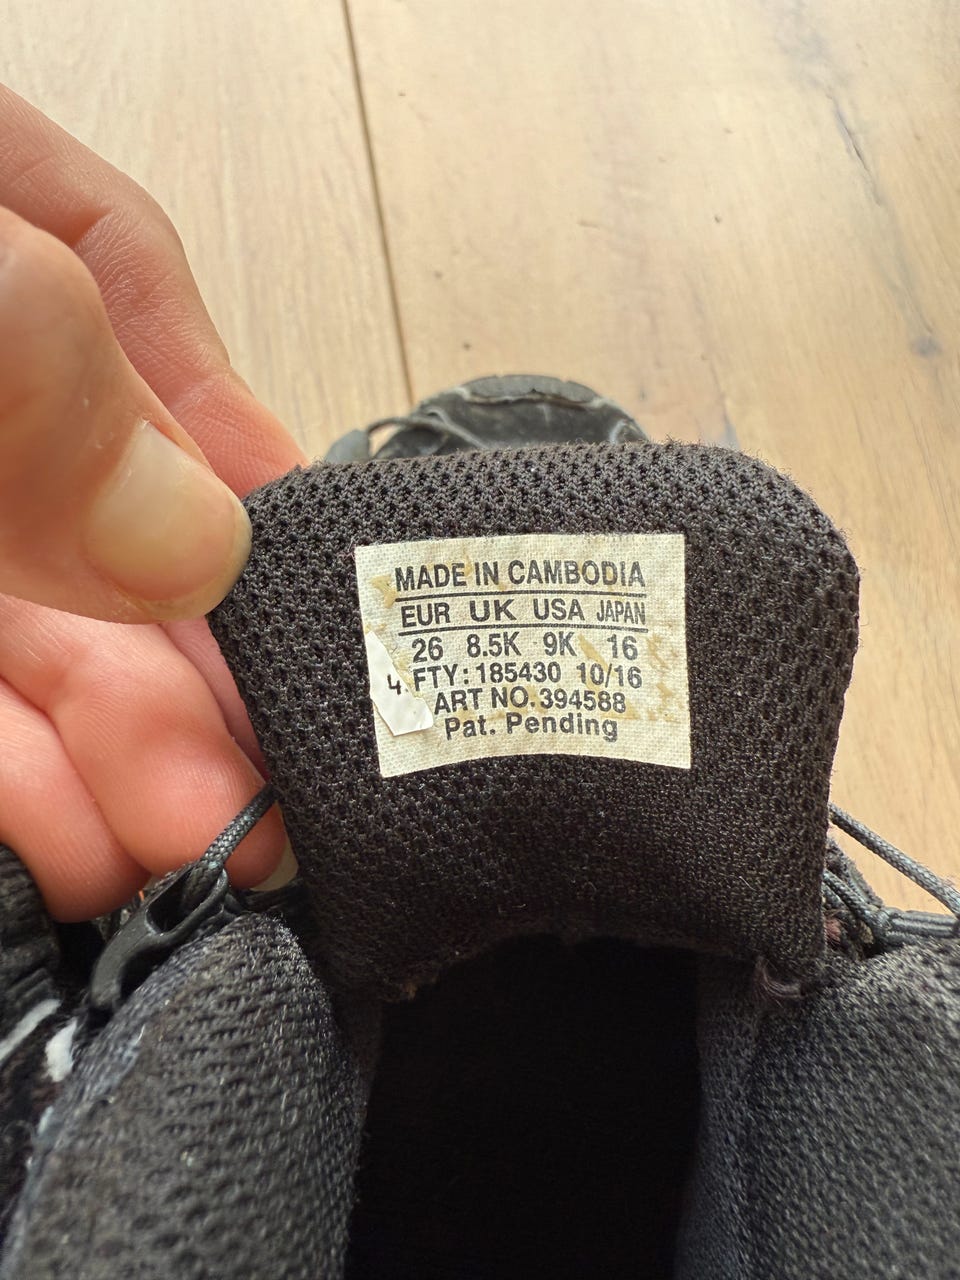 MADE IN CAMBODIA
EUR UK USA JAPAN
26 8.5K 9K 16
FTY: 185430 10/16
4.
ART NO. 394588
Pat. Pending